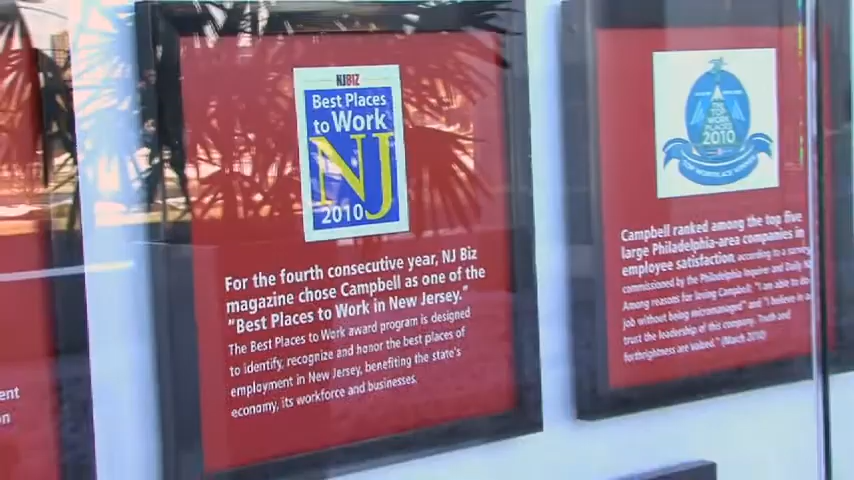 NJBIZ
Best Places
to Work
NJ
2010
For the fourth consecutive year, NJ Biz
magazine chose Campbell as one of the
"Best Places to Work in New Jersey."
The Best Places to Work award program is designed
to identify, recognize and honor the best places of
employment in New Jersey, benefiting the state's
economy, its workforce and businesses.
THE
TOP
WORK
PLACES
2010
Campbell ranked among the top five
large Philadelphia-area companies in
employee satisfaction, according to a survey
commissioned by the Philadelphia Inquirer and Daily
Among reasons for loving Campbell: "I am able to do
job without being micromanaged" and "I believe in
trust the leadership of this company. Truth and
forthrightness are valued." (March 2010)
ent
on